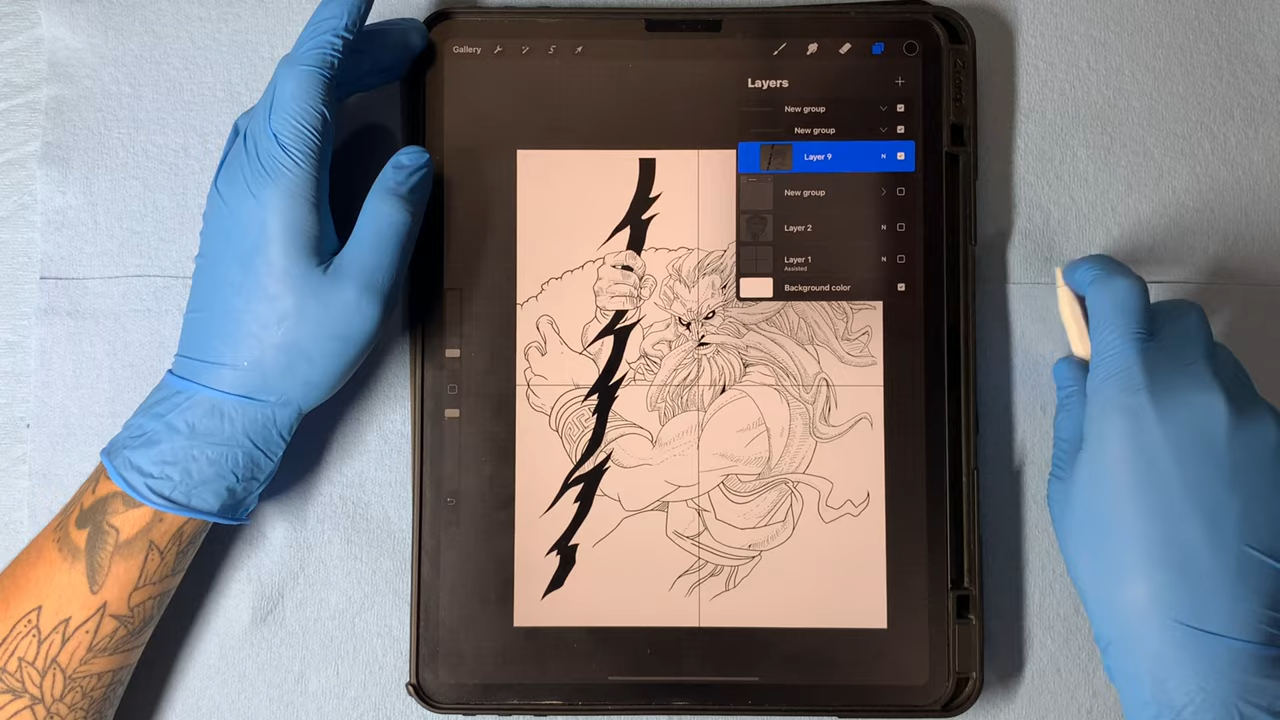 Gallery
Layers
New group
New group
Layer 9 N
New group
Layer 2 N
Layer 1 N
Assisted
Background color